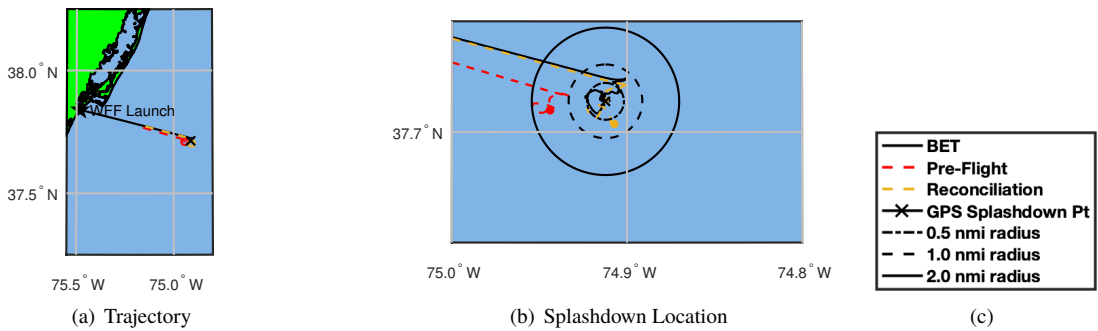 38.0° N
WFF Launch
37.5° N
75.5° W
75.0° W
(a) Trajectory
37.7° N
75.0° W
74.9° W
74.8° W
(b) Splashdown Location
BET
Pre-Flight
Reconciliation
GPS Splashdown Pt
0.5 nmi radius
1.0 nmi radius
2.0 nmi radius
(c)